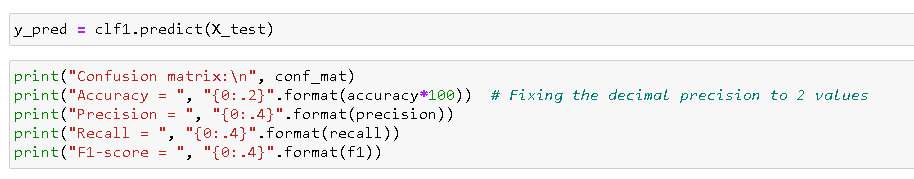 y_pred = clf1.predict(X_test)
print("Confusion matrix:\n", conf_mat)
print("Accuracy = ", "{0:.2}".format(accuracy*100))  # Fixing the decimal precision to 2 values
print("Precision = ", "{0:.4}".format(precision))
print("Recall = ", "{0:.4}".format(recall))
print("F1-score = ", "{0:.4}".format(f1))